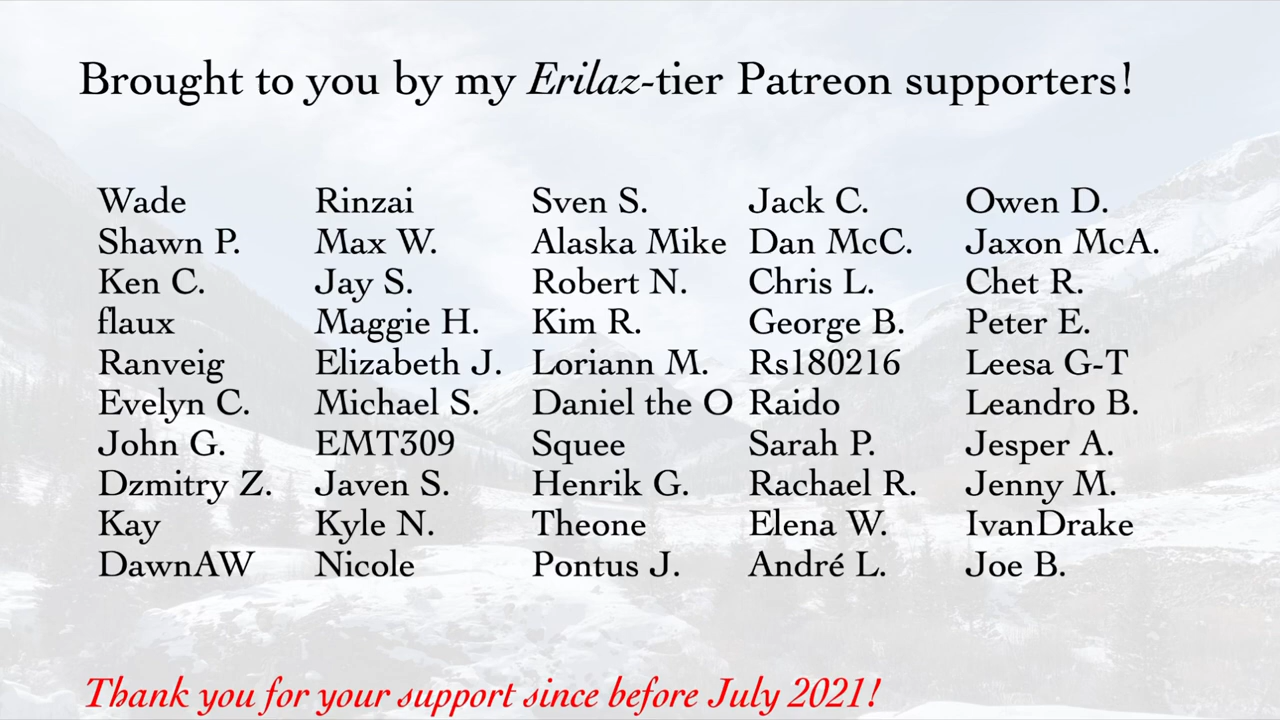 Brought to you by my Erilaz-tier Patreon supporters!
Wade Rinzai Sven S. Jack C. Owen D.
Shawn P. Max W. Alaska Mike Dan McC. Jaxon McA.
Ken C. Jay S. Robert N. Chris L. Chet R.
flaux Maggie H. Kim R. George B. Peter E.
Ranveig Elizabeth J. Loriann M. Rs180216 Leesa G-T
Evelyn C. Michael S. Daniel the O Raido Leandro B.
John G. EMT309 Squee Sarah P. Jesper A.
Dzmitry Z. Javen S. Henrik G. Rachael R. Jenny M.
Kay Kyle N. Theone Elena W. IvanDrake
DawnAW Nicole Pontus J. André L. Joe B.
Thank you for your support since before July 2021!